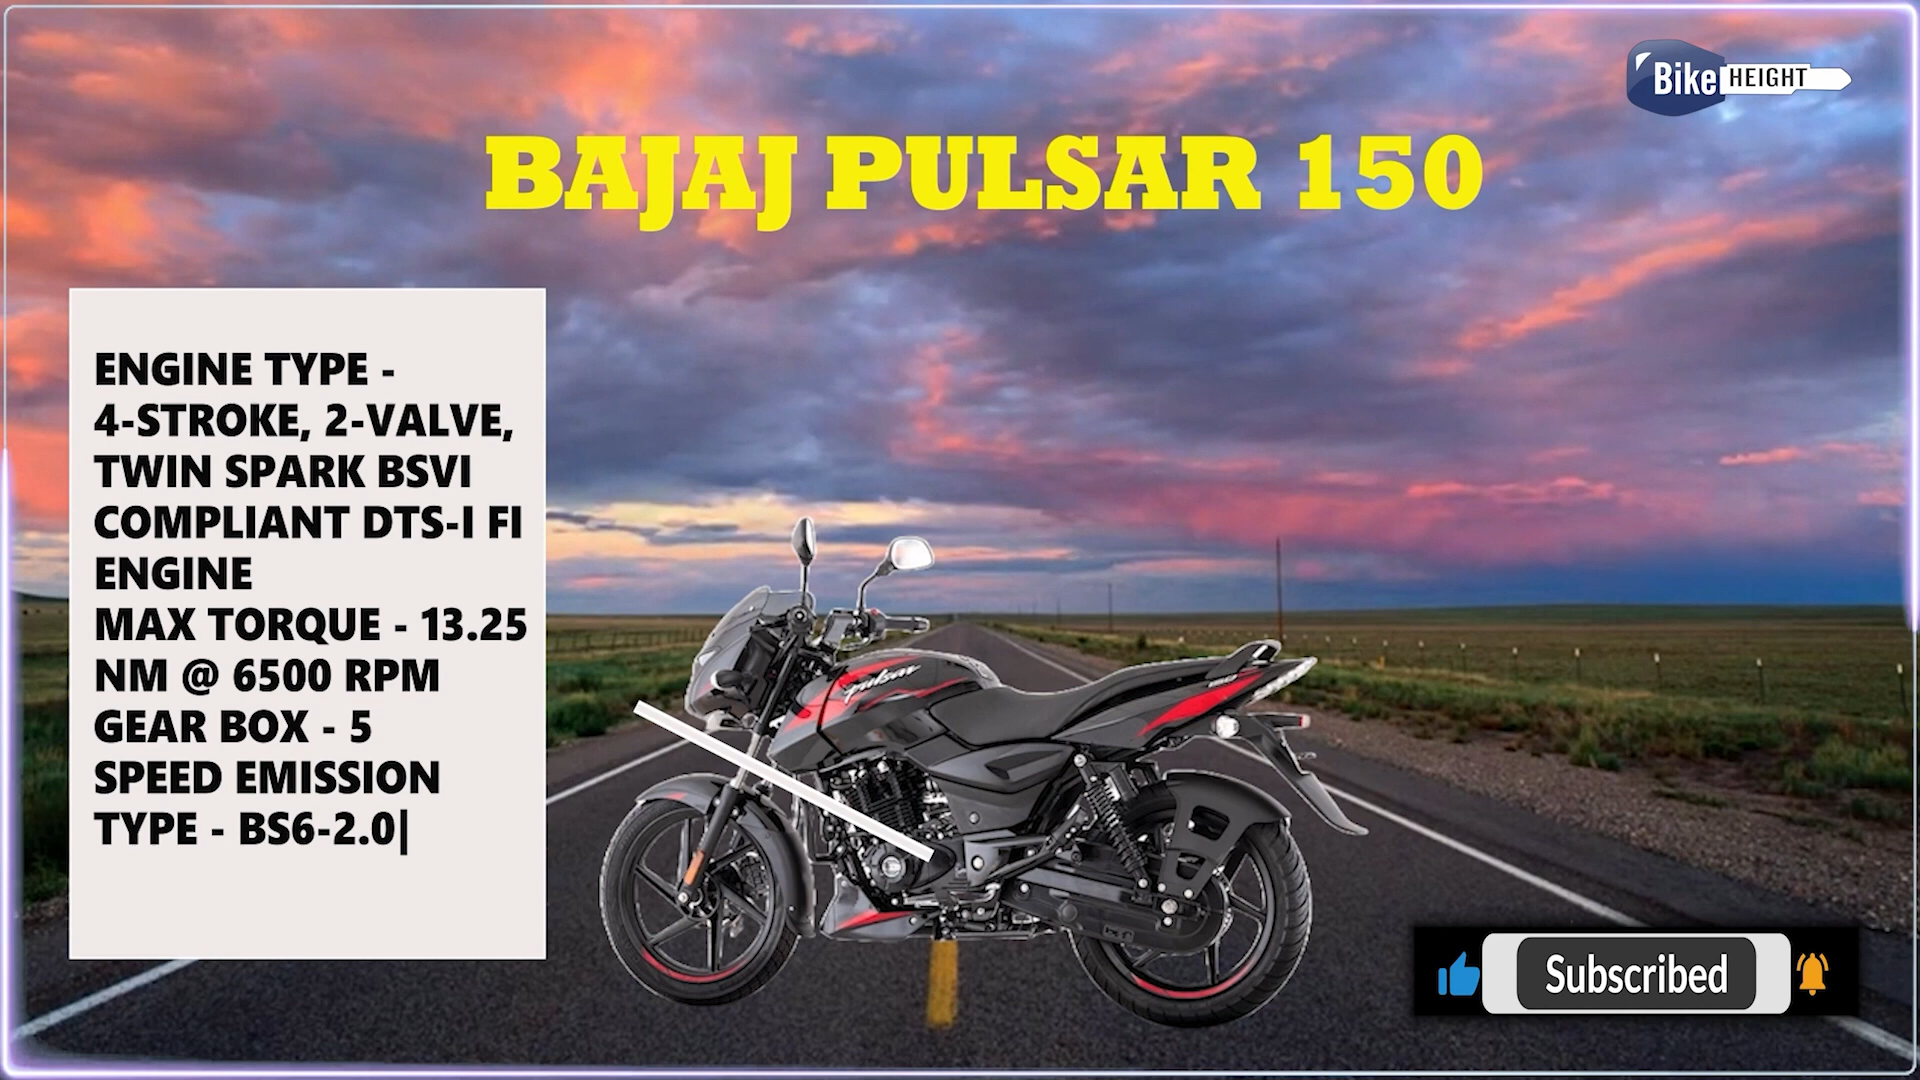 Bike HEIGHT
BAJAJ PULSAR 150
ENGINE TYPE -
4-STROKE, 2-VALVE,
TWIN SPARK BSVI
COMPLIANT DTS-I FI
ENGINE
MAX TORQUE - 13.25
NM @ 6500 RPM
GEAR BOX - 5
SPEED EMISSION
TYPE - BS6-2.0|
pulsar
150
Subscribed